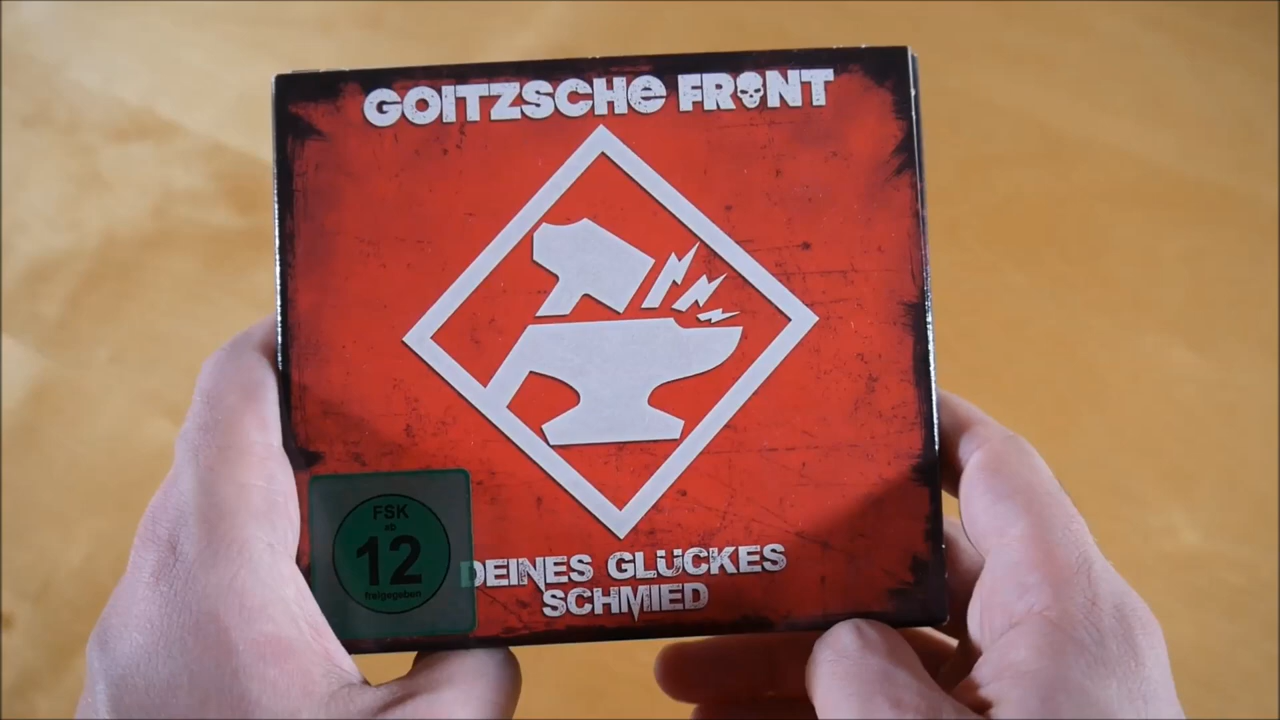 GOITZSCHE FRONT
FSK
ab
12
freigegeben
DEINES GLÜCKES
SCHMIED